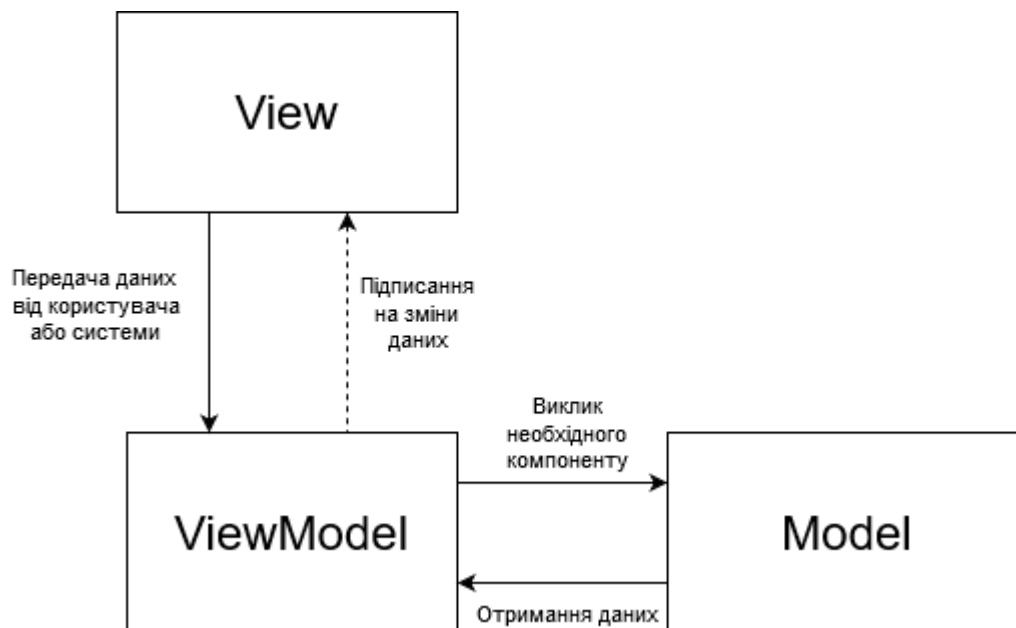 View
Передача даних
від користувача
або системи
Підписання
на зміни
даних
Виклик
необхідного
компоненту
ViewModel
Model
Отримання даних